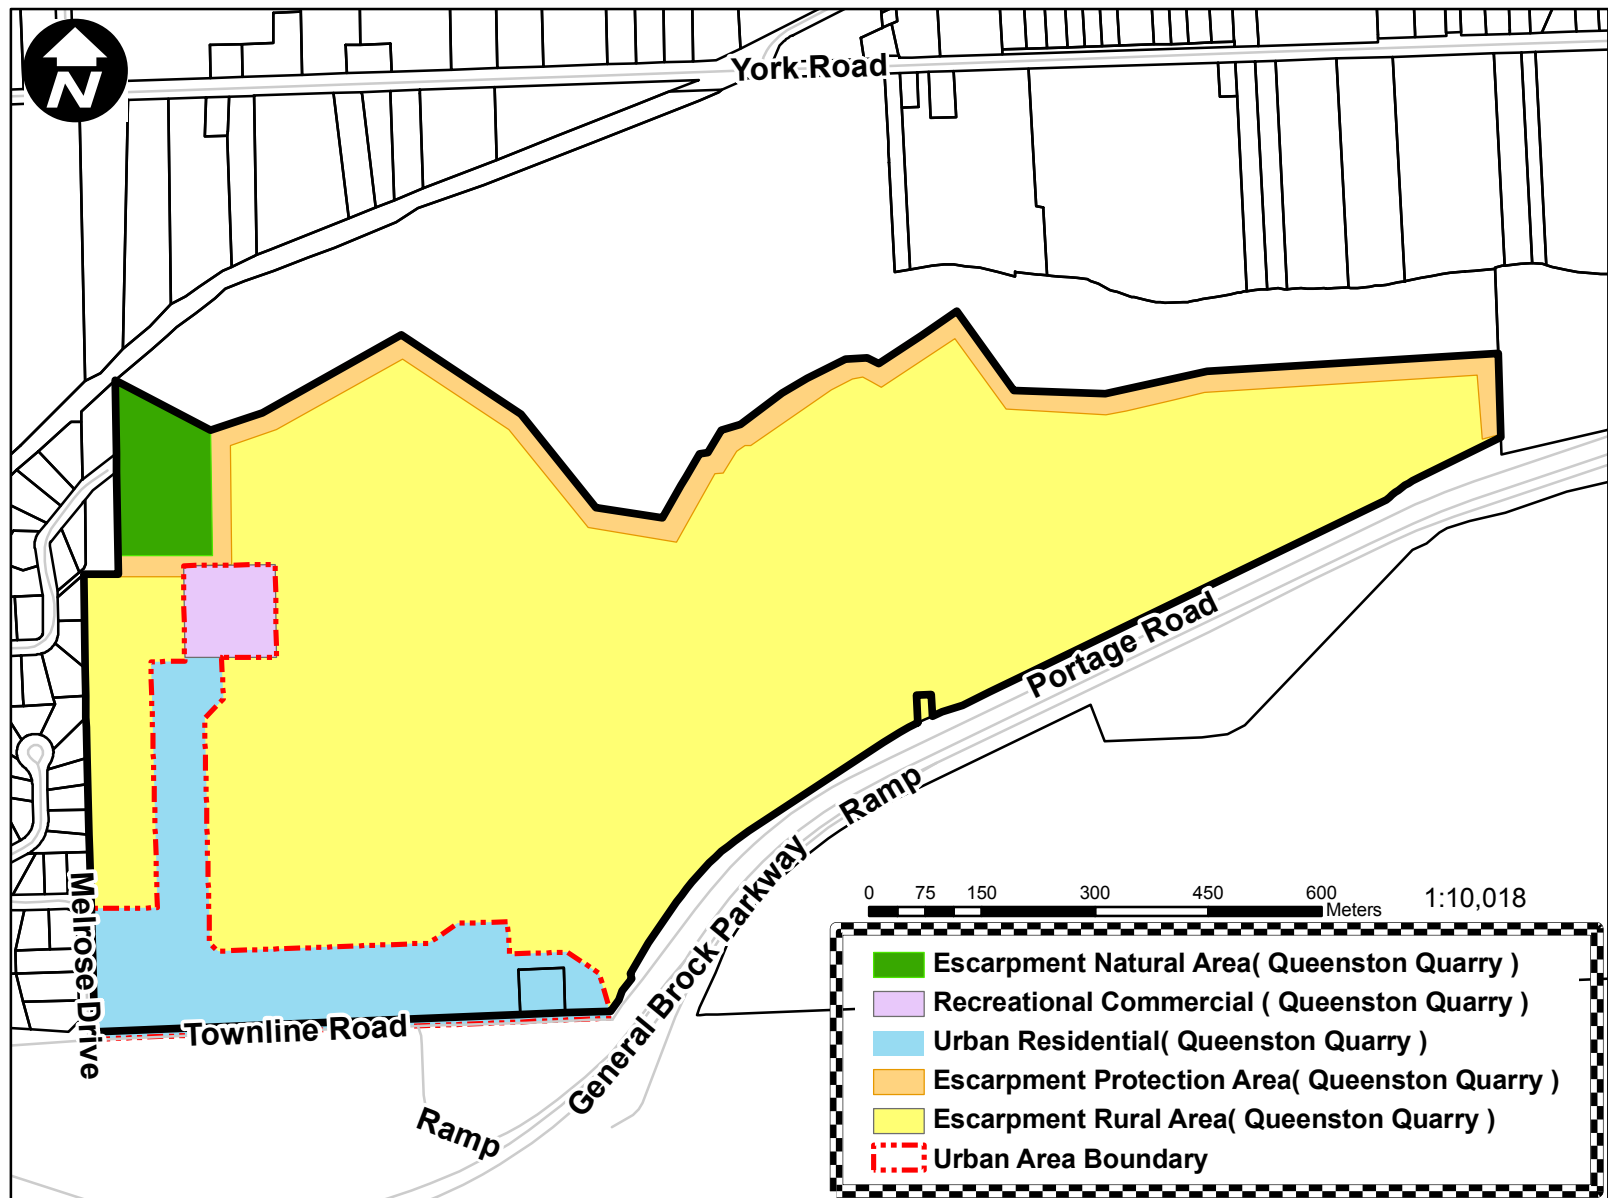 N
York Road
Portage Road
Ramp
General Brock Parkway
Melrose Drive
Townline Road
Ramp
0 75 150 300 450 600
Meters
1:10,018
Escarpment Natural Area( Queenston Quarry )
Recreational Commercial ( Queenston Quarry )
Urban Residential( Queenston Quarry )
Escarpment Protection Area( Queenston Quarry )
Escarpment Rural Area( Queenston Quarry )
Urban Area Boundary